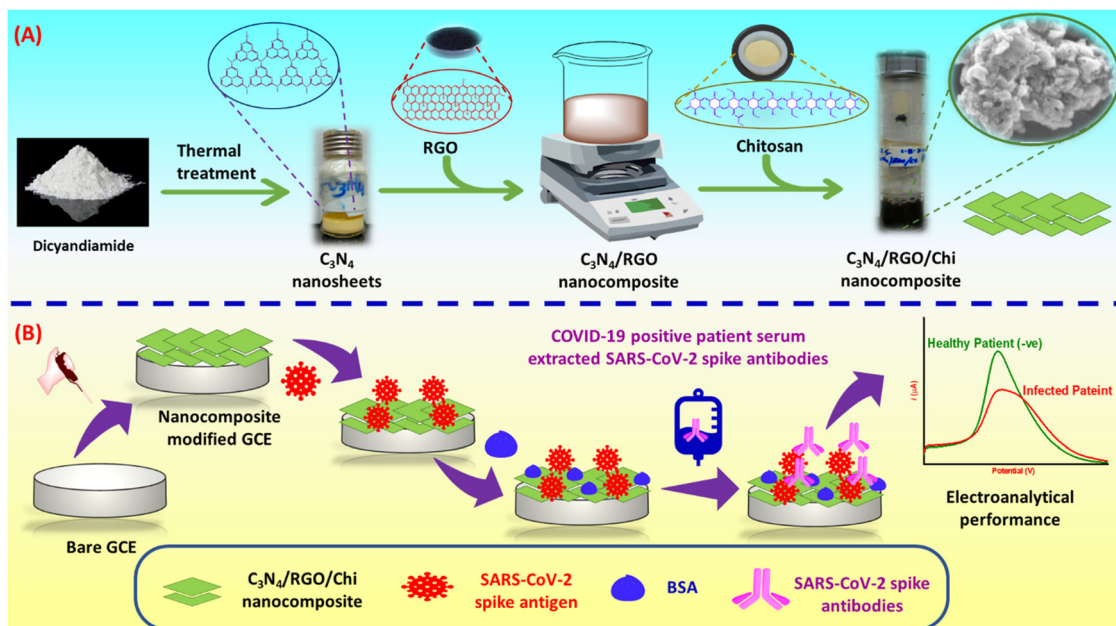 (A)
Thermal
treatment
RGO
Chitosan
Dicyandiamide
C₃N₄
nanosheets
C₃N₄/RGO
nanocomposite
C₃N₄/RGO/Chi
nanocomposite
(B)
COVID-19 positive patient serum
extracted SARS-CoV-2 spike antibodies
Nanocomposite
modified GCE
Bare GCE
Healthy Patient (-ve)
Infected Pateint
I (μA)
Potential (V)
Electroanalytical
performance
C₃N₄/RGO/Chi
nanocomposite
SARS-CoV-2
spike antigen
BSA
SARS-CoV-2 spike
antibodies